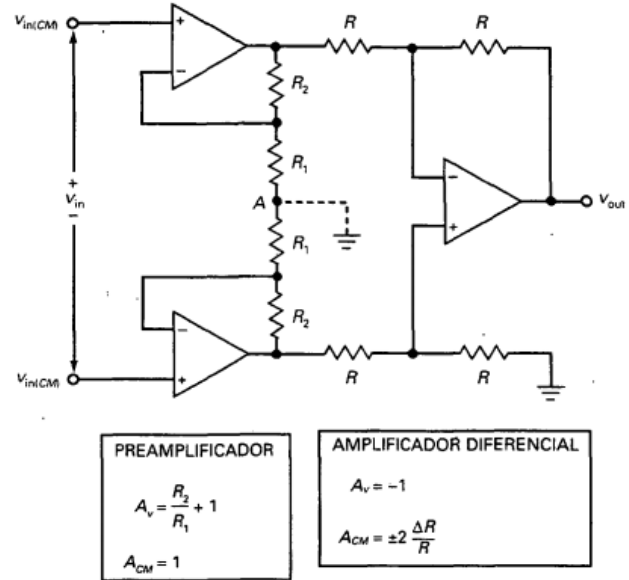 v_in(CM)
+
−
R
R
R_2
R_1
A
+
v_in
−
−
+
v_out
R_1
R_2
−
+
v_in(CM)
R
R
PREAMPLIFICADOR
A_v = R_2/R_1 + 1
A_CM = 1
AMPLIFICADOR DIFERENCIAL
A_v = −1
A_CM = ±2 ΔR/R